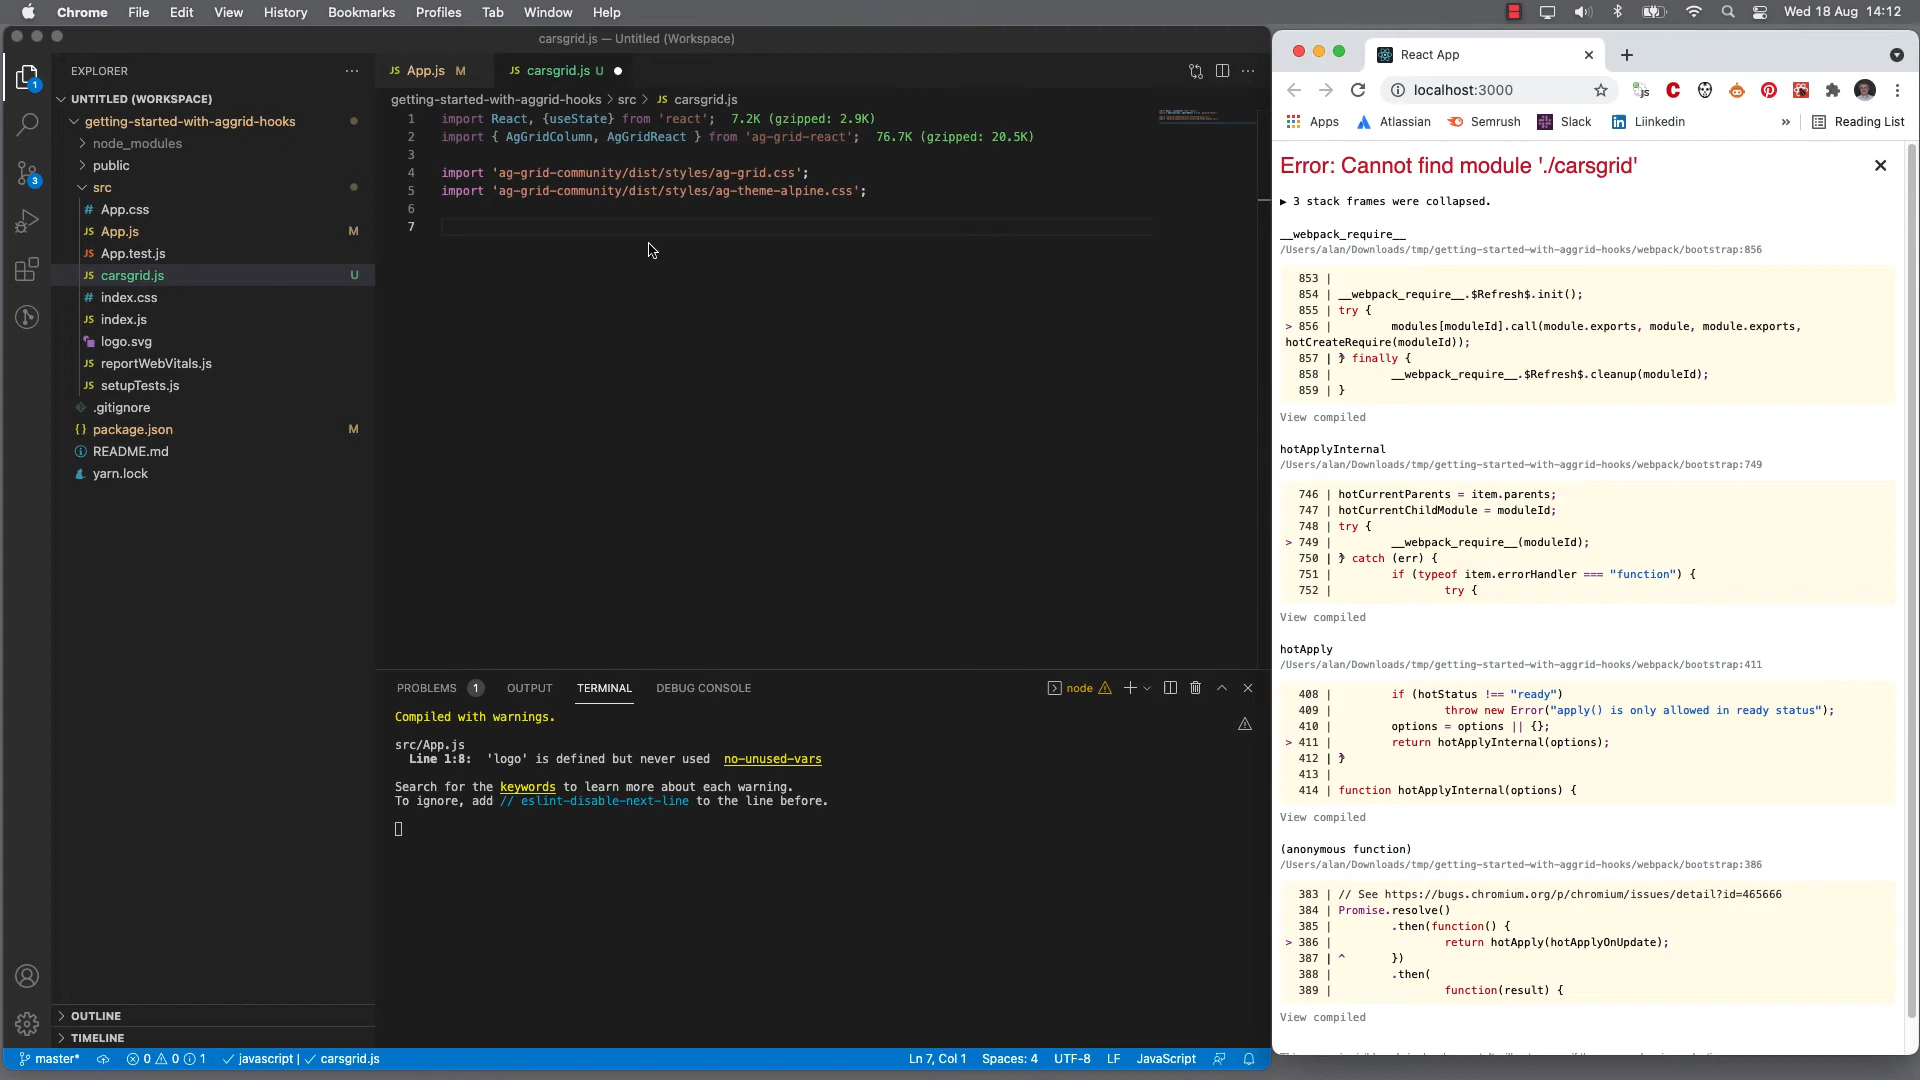 Chrome File Edit View History Bookmarks Profiles Tab Window Help
Wed 18 Aug 14:12
carsgrid.js — Untitled (Workspace)
EXPLORER
UNTITLED (WORKSPACE)
getting-started-with-aggrid-hooks
node_modules
public
src
# App.css
JS App.js M
JS App.test.js
JS carsgrid.js U
# index.css
JS index.js
logo.svg
JS reportWebVitals.js
JS setupTests.js
.gitignore
{} package.json M
README.md
yarn.lock
OUTLINE
TIMELINE
1
3
JS App.js M
JS carsgrid.js U
getting-started-with-aggrid-hooks > src > JS carsgrid.js
1 import React, {useState} from 'react'; 7.2K (gzipped: 2.9K)
2 import { AgGridColumn, AgGridReact } from 'ag-grid-react'; 76.7K (gzipped: 20.5K)
3
4 import 'ag-grid-community/dist/styles/ag-grid.css';
5 import 'ag-grid-community/dist/styles/ag-theme-alpine.css';
6
7
PROBLEMS 1 OUTPUT TERMINAL DEBUG CONSOLE
node
Compiled with warnings.
src/App.js
Line 1:8: 'logo' is defined but never used no-unused-vars
Search for the keywords to learn more about each warning.
To ignore, add // eslint-disable-next-line to the line before.
master* 0 0 1 javascript | carsgrid.js
Ln 7, Col 1 Spaces: 4 UTF-8 LF JavaScript
React App
localhost:3000
Apps Atlassian Semrush Slack Liinkedin » Reading List
Error: Cannot find module './carsgrid'
▶ 3 stack frames were collapsed.
__webpack_require__
/Users/alan/Downloads/tmp/getting-started-with-aggrid-hooks/webpack/bootstrap:856
853 |
854 | __webpack_require__.$Refresh$.init();
855 | try {
> 856 | modules[moduleId].call(module.exports, module, module.exports,
hotCreateRequire(moduleId));
857 | } finally {
858 | __webpack_require__.$Refresh$.cleanup(moduleId);
859 | }
View compiled
hotApplyInternal
/Users/alan/Downloads/tmp/getting-started-with-aggrid-hooks/webpack/bootstrap:749
746 | hotCurrentParents = item.parents;
747 | hotCurrentChildModule = moduleId;
748 | try {
> 749 | __webpack_require__(moduleId);
750 | } catch (err) {
751 | if (typeof item.errorHandler === "function") {
752 | try {
View compiled
hotApply
/Users/alan/Downloads/tmp/getting-started-with-aggrid-hooks/webpack/bootstrap:411
408 | if (hotStatus !== "ready")
409 | throw new Error("apply() is only allowed in ready status");
410 | options = options || {};
> 411 | return hotApplyInternal(options);
412 | }
413 |
414 | function hotApplyInternal(options) {
View compiled
(anonymous function)
/Users/alan/Downloads/tmp/getting-started-with-aggrid-hooks/webpack/bootstrap:386
383 | // See https://bugs.chromium.org/p/chromium/issues/detail?id=465666
384 | Promise.resolve()
385 | .then(function() {
> 386 | return hotApply(hotApplyOnUpdate);
387 | ^ })
388 | .then(
389 | function(result) {
View compiled